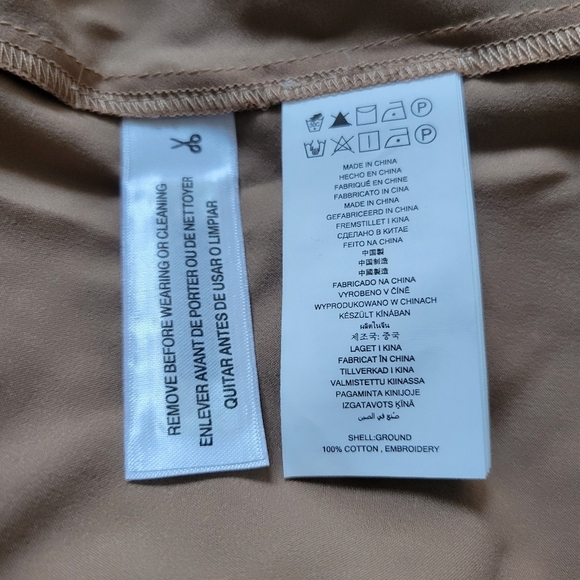 REMOVE BEFORE WEARING OR CLEANING
ENLEVER AVANT DE PORTER OU DE NETTOYER
QUITAR ANTES DE USAR O LIMPIAR
MADE IN CHINA
HECHO EN CHINA
FABRIQUÉ EN CHINE
FABBRICATO IN CINA
MADE IN CHINA
GEFABRICEERD IN CHINA
FREMSTILLET I KINA
СДЕЛАНО В КИТАЕ
FEITO NA CHINA
中国製
中国制造
中國製造
FABRICADO NA CHINA
VYROBENO V ČÍNĚ
WYPRODUKOWANO W CHINACH
KÉSZÜLT KÍNÁBAN
ผลิตในจีน
제조국: 중국
LAGET I KINA
FABRICAT ÎN CHINA
TILLVERKAD I KINA
VALMISTETTU KIINASSA
PAGAMINTA KINIJOJE
IZGATAVOTS ĶĪNĀ
صنع في الصين
SHELL:GROUND
100% COTTON , EMBROIDERY